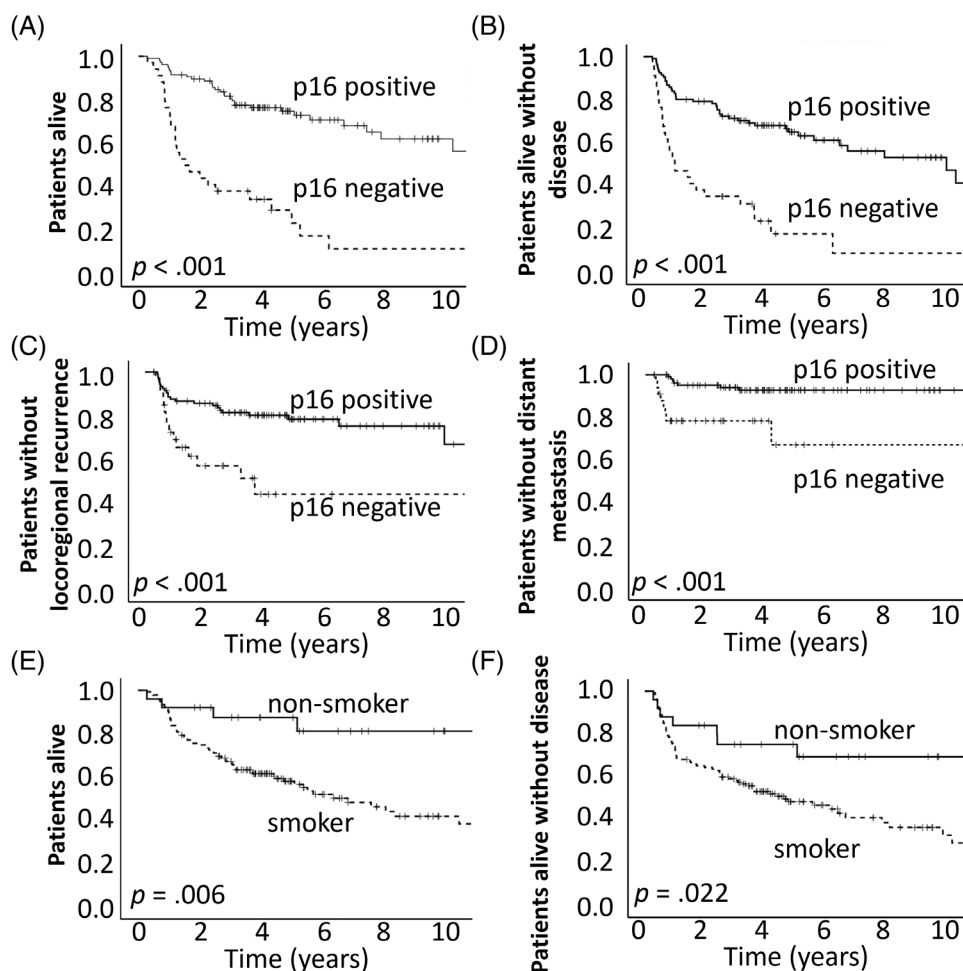 (A)
Patients alive
1.0
0.8
0.6
0.4
0.2
0.0
p16 positive
p16 negative
p < .001
0 2 4 6 8 10
Time (years)
(B)
Patients alive without
disease
1.0
0.8
0.6
0.4
0.2
0.0
p16 positive
p16 negative
p < .001
0 2 4 6 8 10
Time (years)
(C)
Patients without
locoregional recurrence
1.0
0.8
0.6
0.4
0.2
0.0
p16 positive
p16 negative
p < .001
0 2 4 6 8 10
Time (years)
(D)
Patients without distant
metastasis
1.0
0.8
0.6
0.4
0.2
0.0
p16 positive
p16 negative
p < .001
0 2 4 6 8 10
Time (years)
(E)
Patients alive
1.0
0.8
0.6
0.4
0.2
0.0
non-smoker
smoker
p = .006
0 2 4 6 8 10
Time (years)
(F)
Patients alive without disease
1.0
0.8
0.6
0.4
0.2
0.0
non-smoker
smoker
p = .022
0 2 4 6 8 10
Time (years)